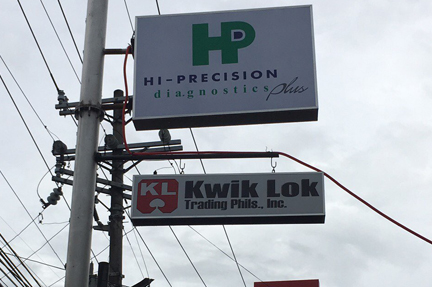 HD
HI-PRECISION
diagnostics plus
KL Kwik Lok
Trading Phils., Inc.